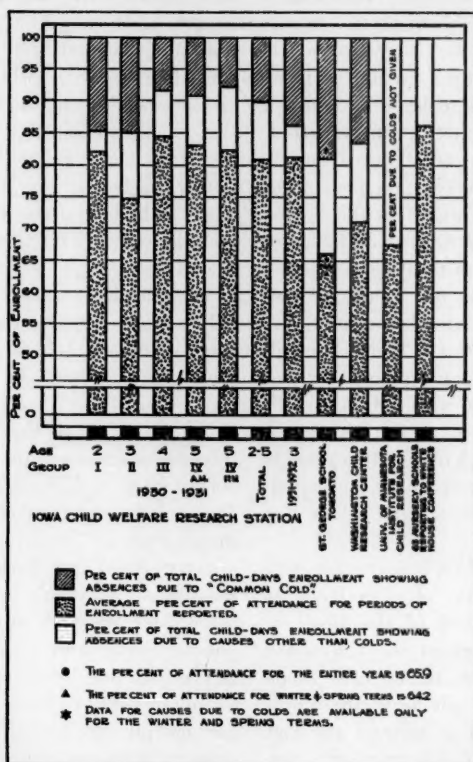 PER CENT OF ENROLLMENT
100
95
90
85
80
75
70
65
60
55
50
0
PER CENT DUE TO COLDS NOT GIVEN
AGE 2 3 4 5 5 2-5 3
GROUP I II III IV A.M. IV P.M. TOTAL 1931-1932
1930 - 1931
IOWA CHILD WELFARE RESEARCH STATION
ST. GEORGE SCHOOL
TORONTO
WASHINGTON CHILD
RESEARCH CENTER
UNIV. OF MINNESOTA
INSTITUTE FOR
CHILD RESEARCH
NURSERY SCHOOLS
REPORTING TO WHITE
HOUSE CONFERENCE
PER CENT OF TOTAL CHILD-DAYS ENROLLMENT SHOWING
ABSENCES DUE TO "COMMON COLD".
AVERAGE PER CENT OF ATTENDANCE FOR PERIODS OF
ENROLLMENT REPORTED.
PER CENT OF TOTAL CHILD-DAYS ENROLLMENT SHOWING
ABSENCES DUE TO CAUSES OTHER THAN COLDS.
● THE PER CENT OF ATTENDANCE FOR THE ENTIRE YEAR IS 65.9
▲ THE PER CENT OF ATTENDANCE FOR WINTER & SPRING TERMS IS 64.2
* DATA FOR CAUSES DUE TO COLDS ARE AVAILABLE ONLY
FOR THE WINTER AND SPRING TERMS.